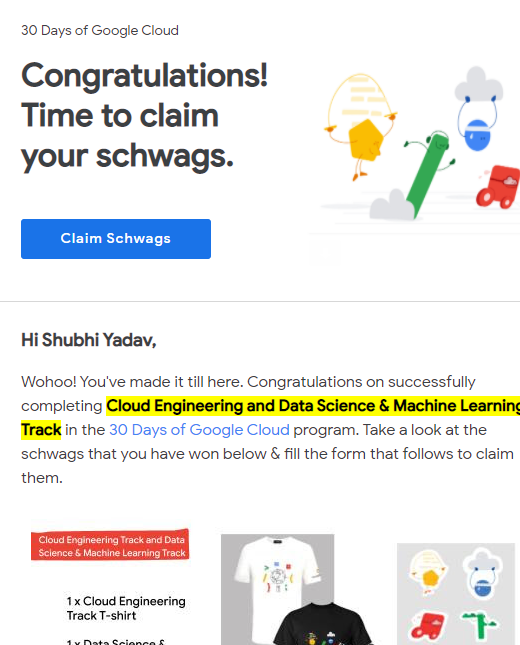 30 Days of Google Cloud
Congratulations!
Time to claim
your schwags.
Claim Schwags
Hi Shubhi Yadav,
Wohoo! You've made it till here. Congratulations on successfully
completing Cloud Engineering and Data Science & Machine Learning
Track in the 30 Days of Google Cloud program. Take a look at the
schwags that you have won below & fill the form that follows to claim
them.
Cloud Engineering Track and Data
Science & Machine Learning Track
1 x Cloud Engineering
Track T-shirt
1 x Data Science &